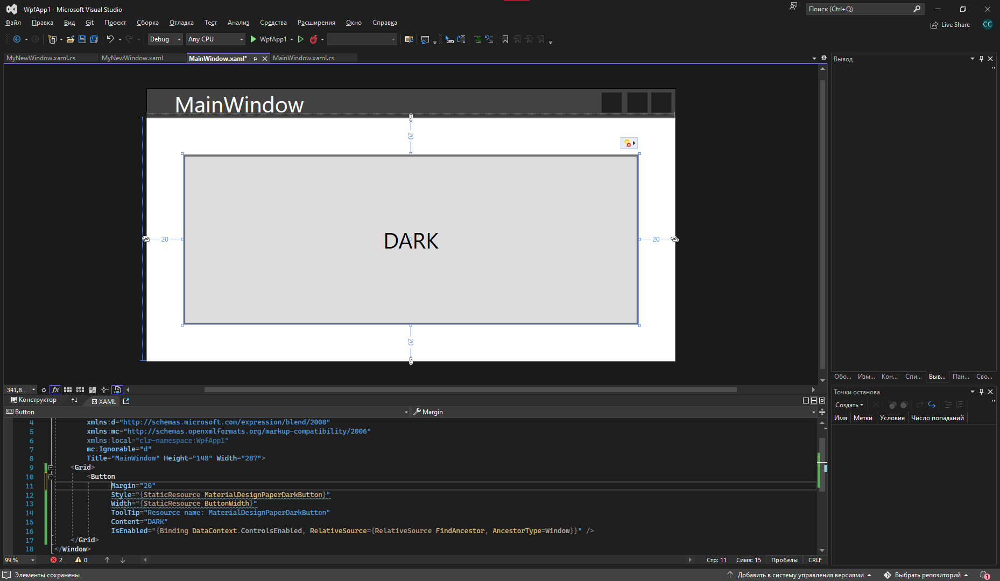 WpfApp1 - Microsoft Visual Studio
Поиск (Ctrl+Q)
Файл Правка Вид Git Проект Сборка Отладка Тест Анализ Средства Расширения Окно Справка
Live Share CC
Debug Any CPU WpfApp1
MyNewWindow.xaml.cs MyNewWindow.xaml MainWindow.xaml* MainWindow.xaml.cs
Вывод
MainWindow
20
20 DARK 20
20
Обо... Изм... Кон... Спи... Выв... Пан... Сво...
341,8... fx
Точки останова
Конструктор XAML
Создать
Button Margin
Имя Метки Условие Число попаданий
4 xmlns:d="http://schemas.microsoft.com/expression/blend/2008"
5 xmlns:mc="http://schemas.openxmlformats.org/markup-compatibility/2006"
6 xmlns:local="clr-namespace:WpfApp1"
7 mc:Ignorable="d"
8 Title="MainWindow" Height="148" Width="287">
9 <Grid>
10 <Button
11 Margin="20"
12 Style="{StaticResource MaterialDesignPaperDarkButton}"
13 Width="{StaticResource ButtonWidth}"
14 ToolTip="Resource name: MaterialDesignPaperDarkButton"
15 Content="DARK"
16 IsEnabled="{Binding DataContext.ControlsEnabled, RelativeSource={RelativeSource FindAncestor, AncestorType=Window}}" />
17 </Grid>
18 </Window>
99 % 2 0 Стр: 11 Симв: 15 Пробелы CRLF
Элементы сохранены Добавить в систему управления версиями Выбрать репозиторий 1